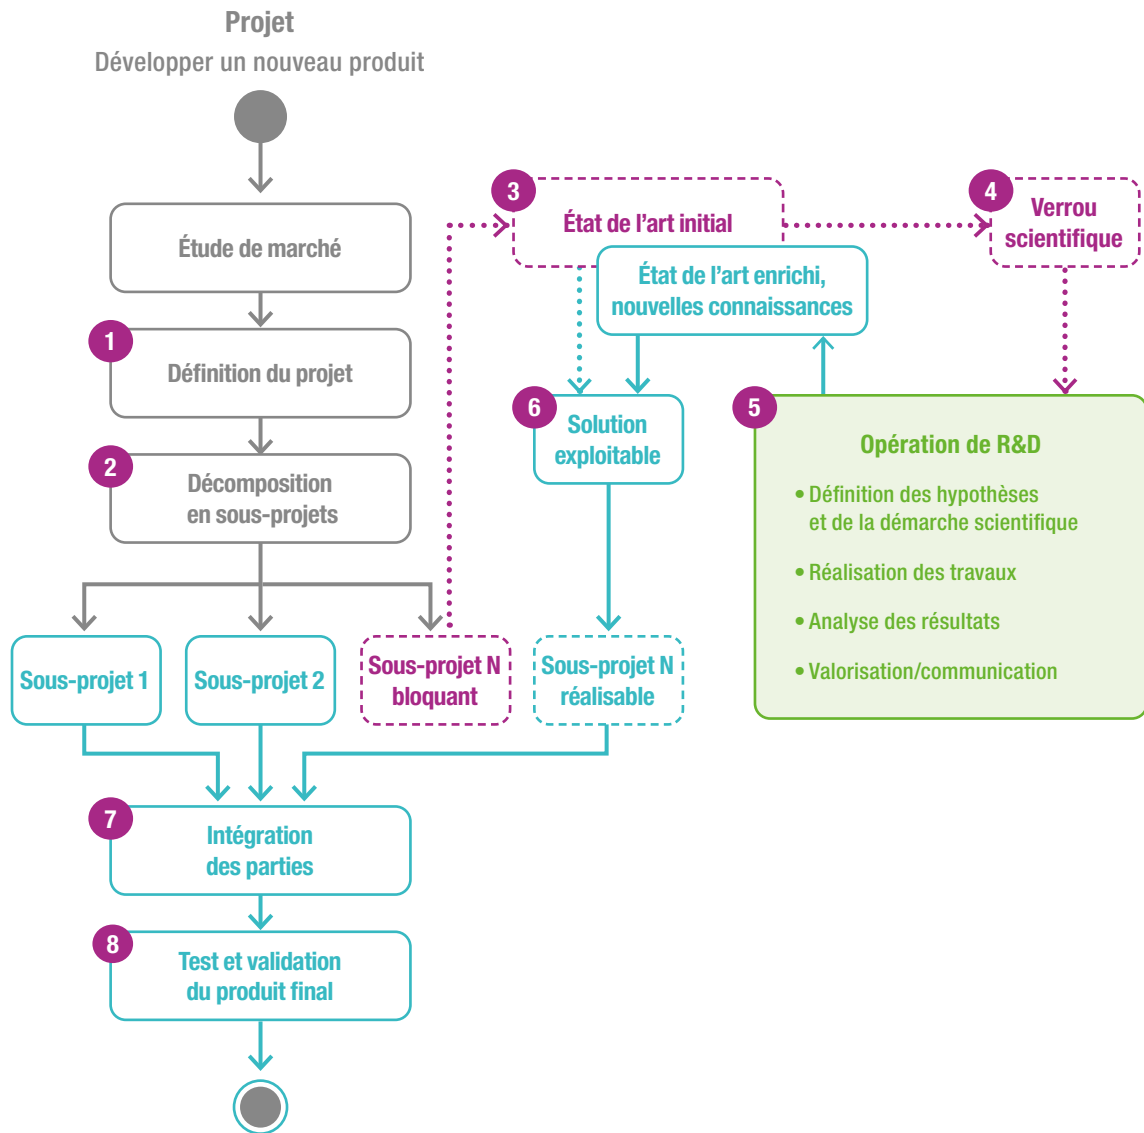 Projet
Développer un nouveau produit
Étude de marché
1
Définition du projet
2
Décomposition
en sous-projets
Sous-projet 1
Sous-projet 2
Sous-projet N
bloquant
3
État de l'art initial
4
Verrou
scientifique
État de l'art enrichi,
nouvelles connaissances
5
Opération de R&D
• Définition des hypothèses
et de la démarche scientifique
• Réalisation des travaux
• Analyse des résultats
• Valorisation/communication
6
Solution
exploitable
Sous-projet N
réalisable
7
Intégration
des parties
8
Test et validation
du produit final